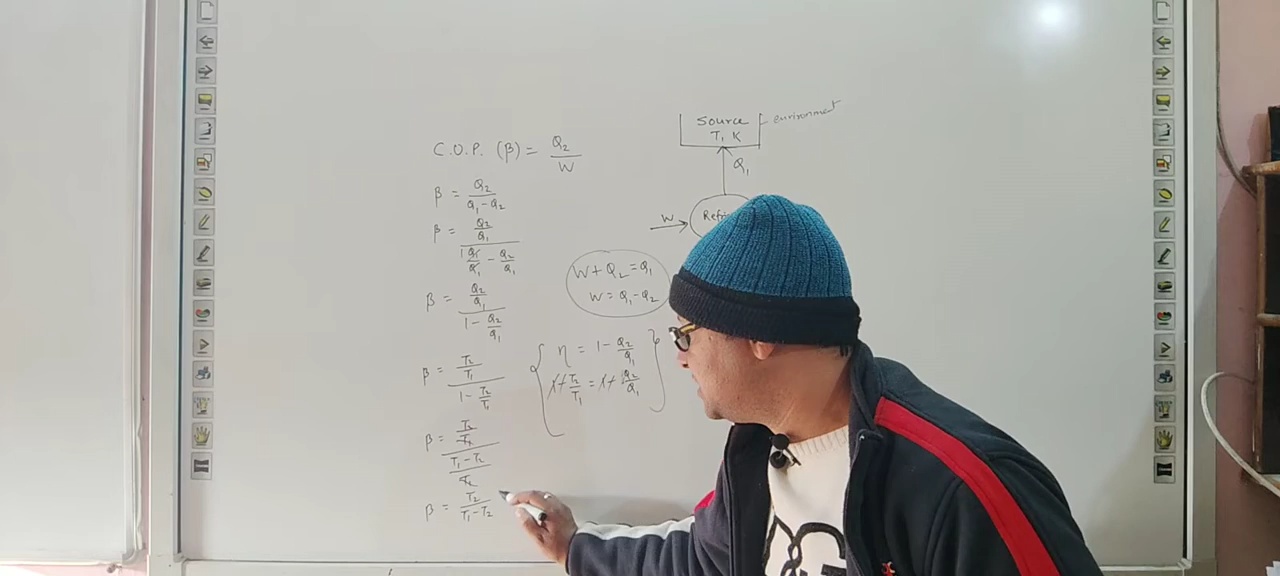 C.O.P. (β) = Q₂/W
β = Q₂/(Q₁-Q₂)
β = (Q₂/Q₁)/(Q₁/Q₁ - Q₂/Q₁)
β = (Q₂/Q₁)/(1 - Q₂/Q₁)
β = (T₂/T₁)/(1 - T₂/T₁)
β = (T₂/T₁)/((T₁-T₂)/T₁)
β = T₂/(T₁-T₂)
W + Q₂ = Q₁
W = Q₁ - Q₂
η = 1 - Q₂/Q₁
1 - T₂/T₁ = 1 - Q₂/Q₁
Source
T₁ K
environment
Q₁
W